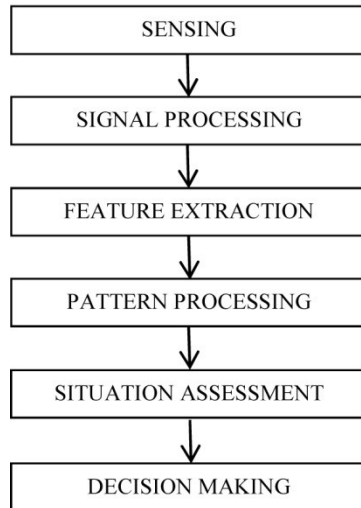 SENSING
SIGNAL PROCESSING
FEATURE EXTRACTION
PATTERN PROCESSING
SITUATION ASSESSMENT
DECISION MAKING